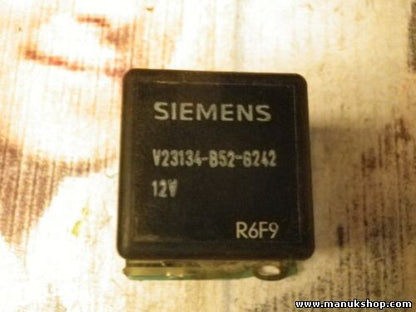 SIEMENS
V23134-B52-G242
12V
R6F9
www.manukshop.com